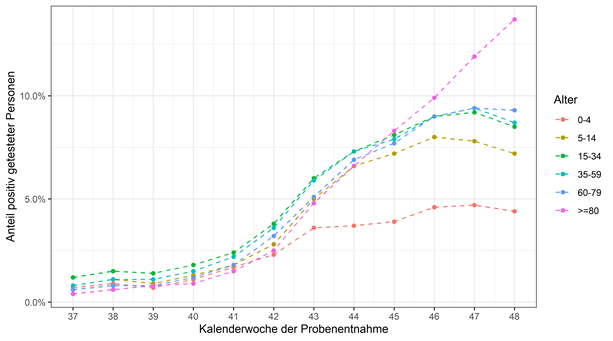 Anteil positiv getesteter Personen
10.0%
5.0%
0.0%
37 38 39 40 41 42 43 44 45 46 47 48
Kalenderwoche der Probenentnahme
Alter
0-4
5-14
15-34
35-59
60-79
>=80